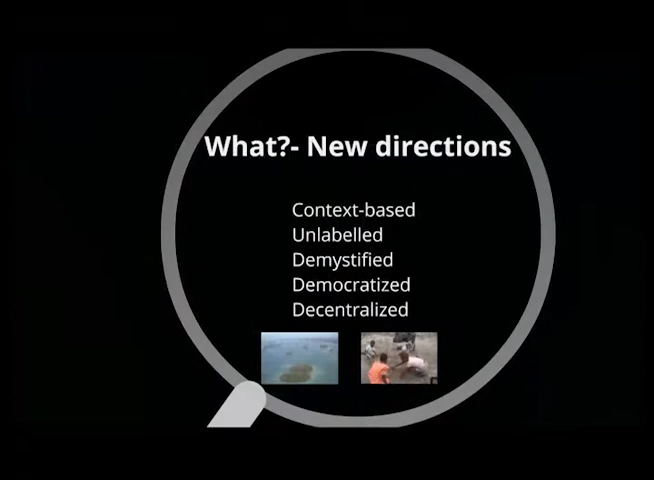 What?- New directions
Context-based
Unlabelled
Demystified
Democratized
Decentralized